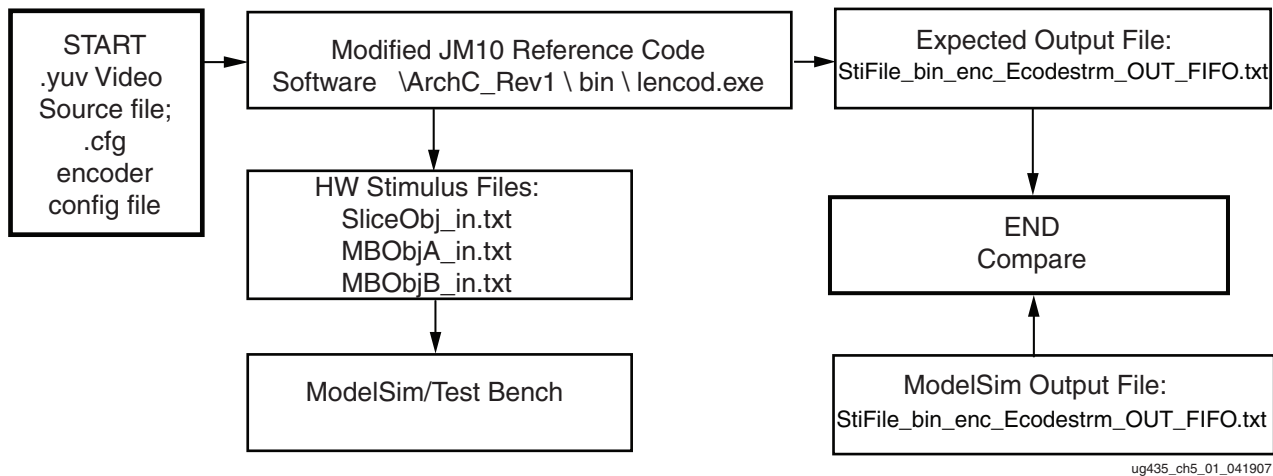 START
.yuv Video
Source file;
.cfg
encoder
config file
Modified JM10 Reference Code
Software \ArchC_Rev1 \ bin \ lencod.exe
Expected Output File:
StiFile_bin_enc_Ecodestrm_OUT_FIFO.txt
HW Stimulus Files:
SliceObj_in.txt
MBObjA_in.txt
MBObjB_in.txt
END
Compare
ModelSim/Test Bench
ModelSim Output File:
StiFile_bin_enc_Ecodestrm_OUT_FIFO.txt
ug435_ch5_01_041907